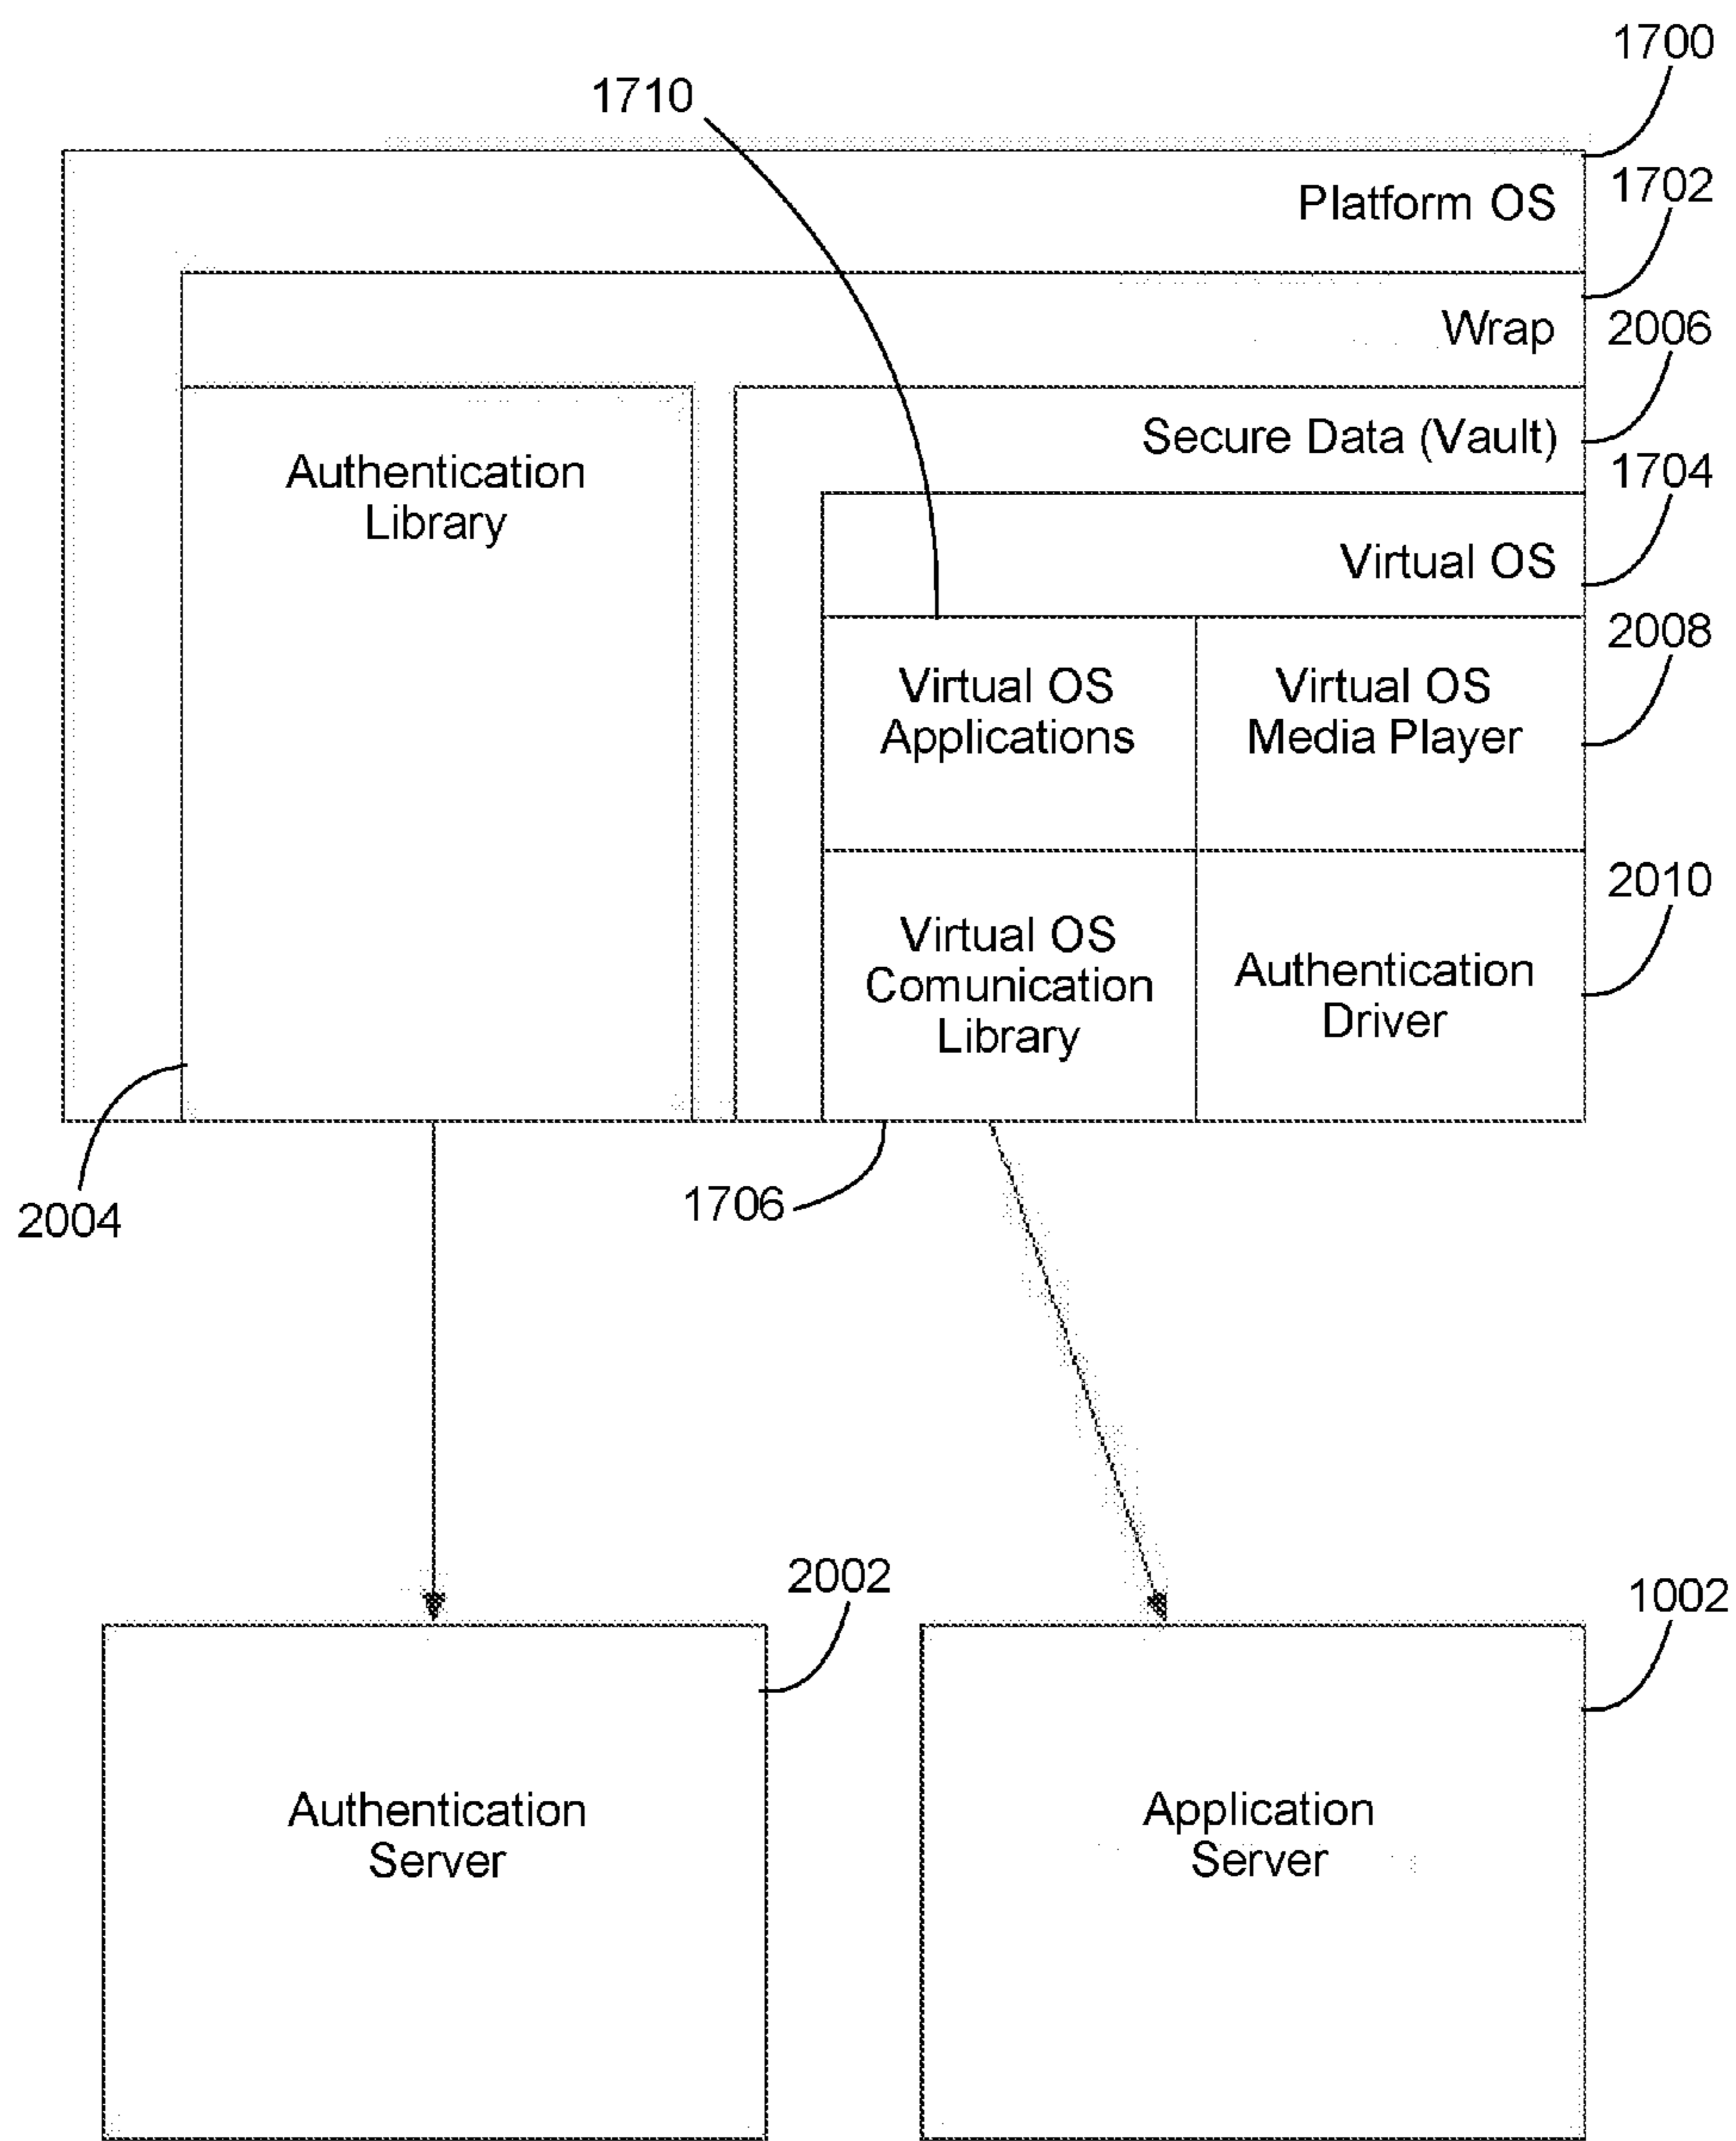 1700
1710
1702
Platform OS
Wrap
2006
Secure Data (Vault)
1704
Authentication
Library
Virtual OS
2008
Virtual OS
Applications
Virtual OS
Media Player
2010
Virtual OS
Comunication
Library
Authentication
Driver
2004
1706
2002
1002
Authentication
Server
Application
Server